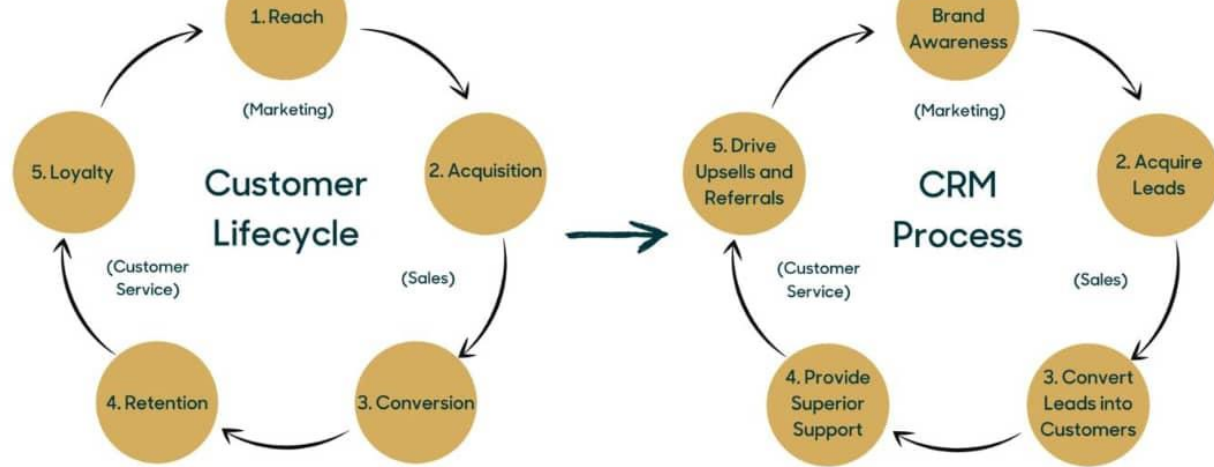 1. Reach
(Marketing)
2. Acquisition
5. Loyalty
Customer
Lifecycle
(Customer
Service)
(Sales)
4. Retention
3. Conversion
Brand
Awareness
(Marketing)
5. Drive
Upsells and
Referrals
2. Acquire
Leads
CRM
Process
(Customer
Service)
(Sales)
4. Provide
Superior
Support
3. Convert
Leads into
Customers